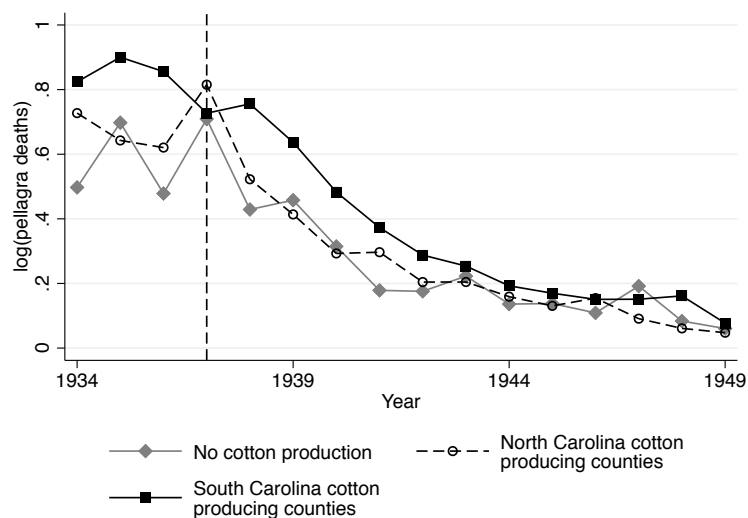 1
.8
.6
.4
.2
0
log(pellagra deaths)
1934
1939
1944
1949
Year
No cotton production
North Carolina cotton
producing counties
South Carolina cotton
producing counties